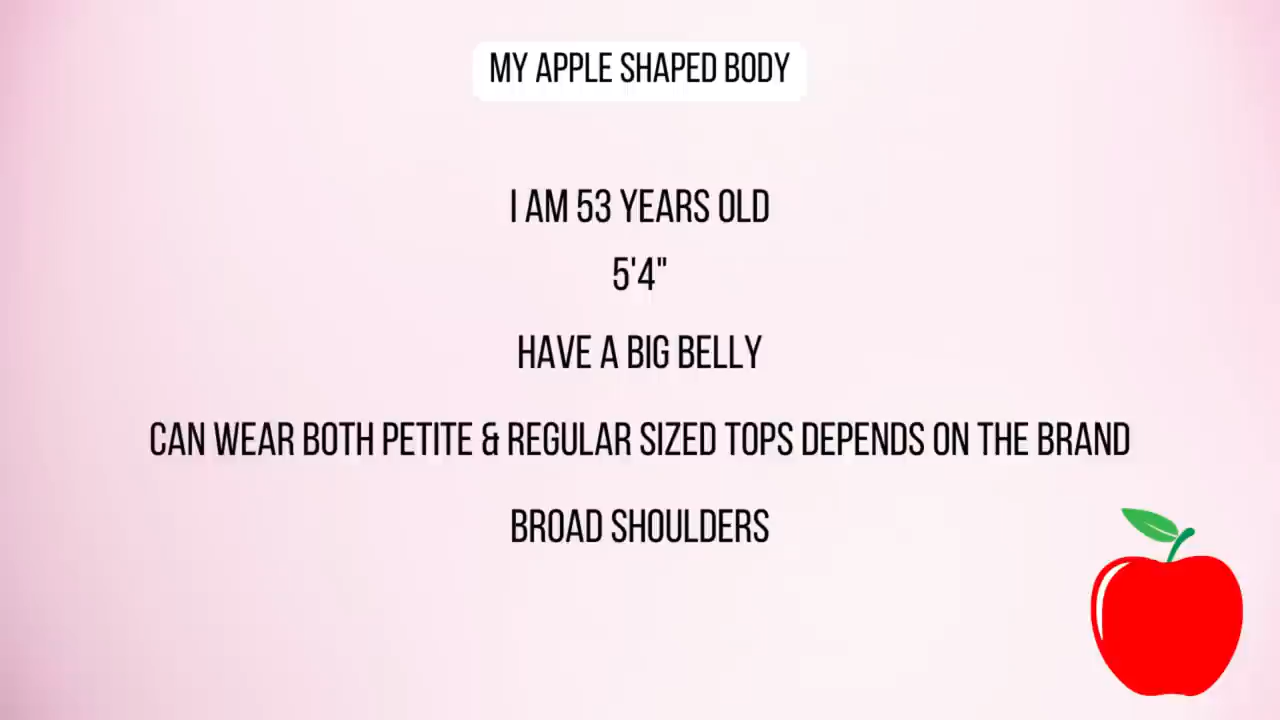 MY APPLE SHAPED BODY
I AM 53 YEARS OLD
5'4"
HAVE A BIG BELLY
CAN WEAR BOTH PETITE & REGULAR SIZED TOPS DEPENDS ON THE BRAND
BROAD SHOULDERS